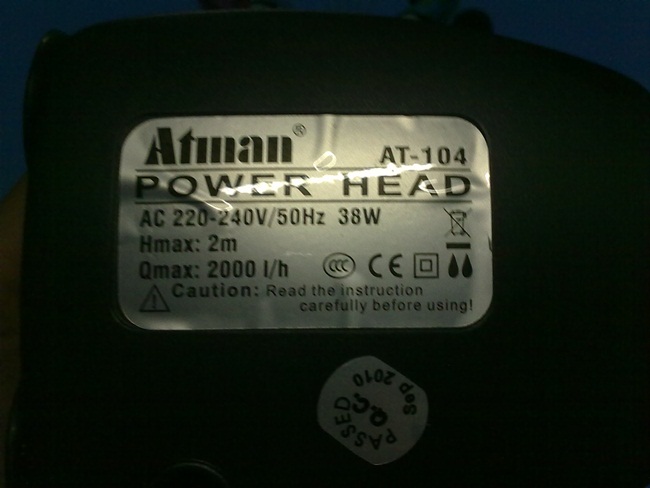 Atman®
AT-104
POWER HEAD
AC 220-240V/50Hz 38W
Hmax: 2m
Qmax: 2000 l/h
CCC CE
Caution: Read the instruction
carefully before using!
Sep 2010
QC
PASSED